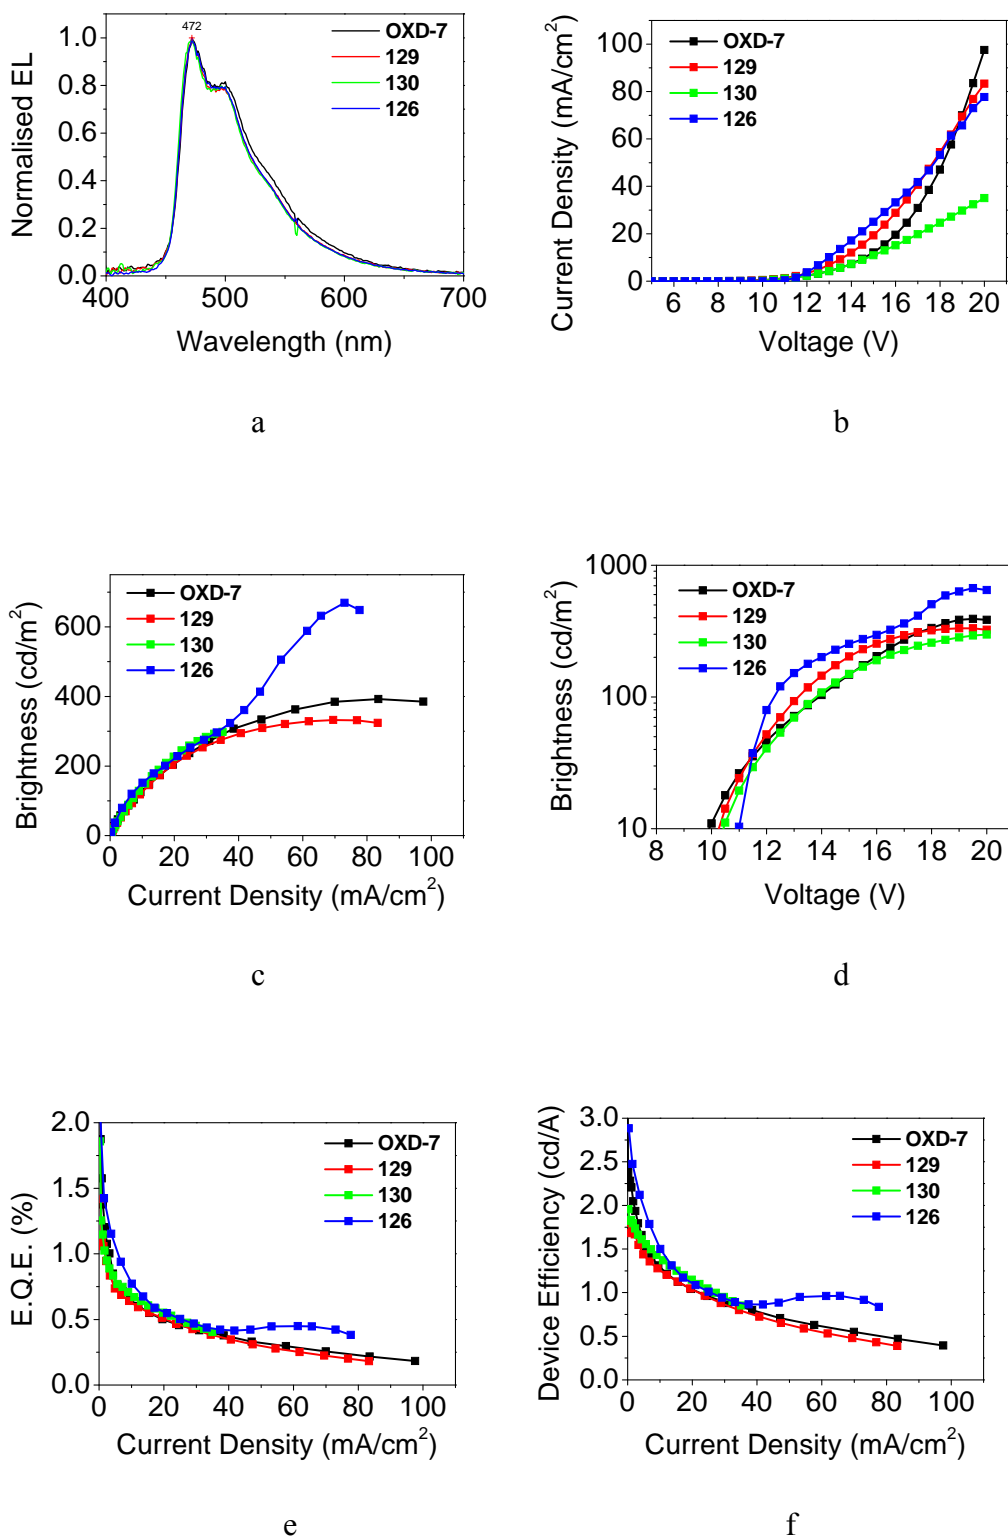 472
1.0
0.8
0.6
0.4
0.2
0.0
Normalised EL
OXD-7
129
130
126
400 500 600 700
Wavelength (nm)
a
100
80
60
40
20
0
Current Density (mA/cm²)
OXD-7
129
130
126
6 8 10 12 14 16 18 20
Voltage (V)
b
600
400
200
0
Brightness (cd/m²)
OXD-7
129
130
126
0 20 40 60 80 100
Current Density (mA/cm²)
c
1000
100
10
Brightness (cd/m²)
OXD-7
129
130
126
8 10 12 14 16 18 20
Voltage (V)
d
2.0
1.5
1.0
0.5
0.0
E.Q.E. (%)
OXD-7
129
130
126
0 20 40 60 80 100
Current Density (mA/cm²)
e
3.0
2.5
2.0
1.5
1.0
0.5
0.0
Device Efficiency (cd/A)
OXD-7
129
130
126
0 20 40 60 80 100
Current Density (mA/cm²)
f